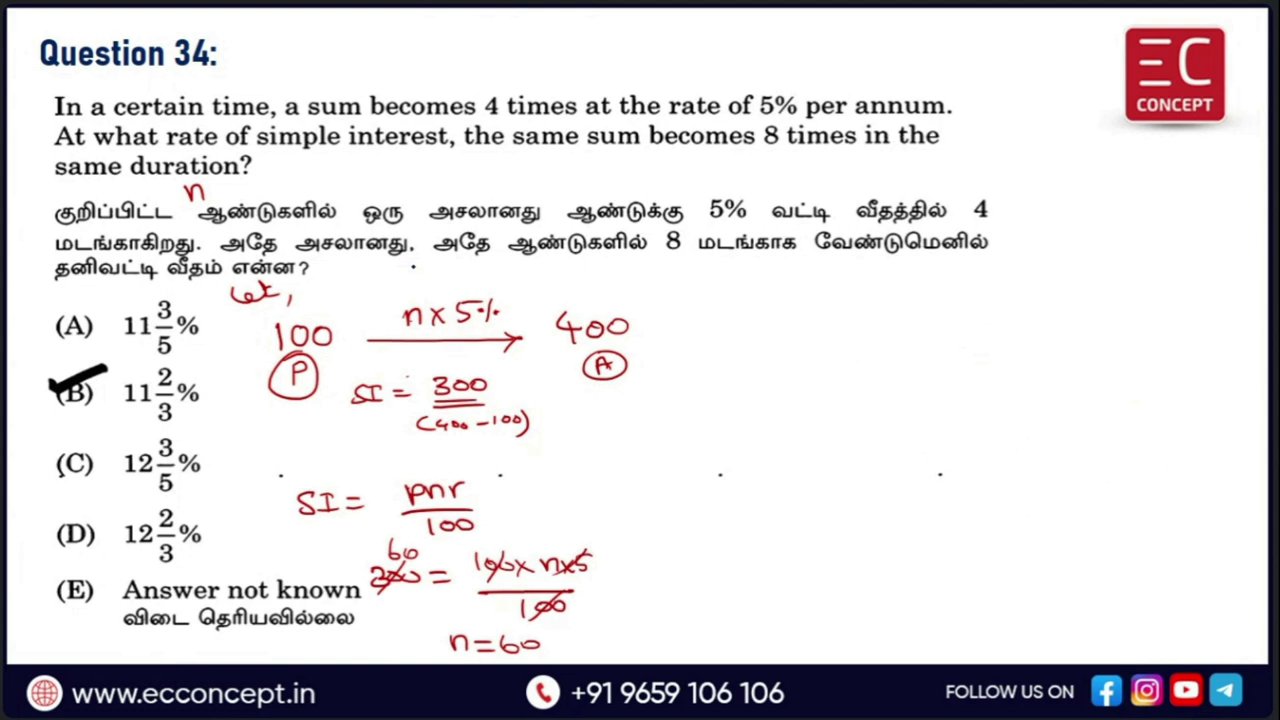 Question 34:
EC
CONCEPT
In a certain time, a sum becomes 4 times at the rate of 5% per annum.
At what rate of simple interest, the same sum becomes 8 times in the
same duration?
n
குறிப்பிட்ட ஆண்டுகளில் ஒரு அசலானது ஆண்டுக்கு 5% வட்டி வீதத்தில் 4
மடங்காகிறது. அதே அசலானது, அதே ஆண்டுகளில் 8 மடங்காக வேண்டுமெனில்
தனிவட்டி வீதம் என்ன?
let,
(A) 11 3/5 %
100 n x 5% 400
P A
(B) 11 2/3 %
SI = 300
(400 - 100)
(C) 12 3/5 %
SI = pnr/100
(D) 12 2/3 %
60
300 = 100 x n x 5/100
n = 60
(E) Answer not known
விடை தெரியவில்லை
www.ecconcept.in +91 9659 106 106 FOLLOW US ON